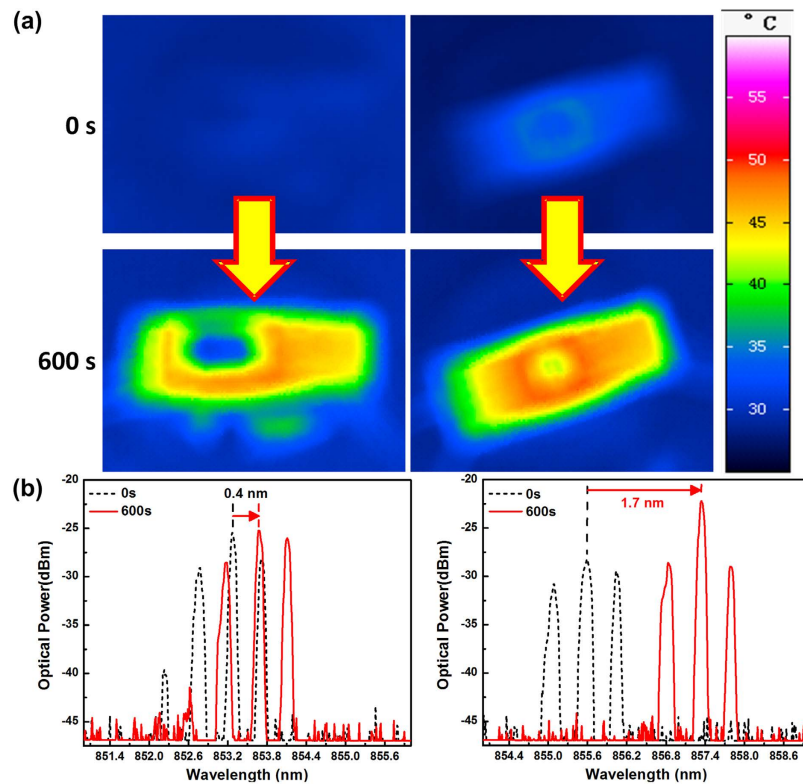 (a)
° C
0 s
600 s
55
50
45
40
35
30
(b)
Optical Power(dBm)
-20
-25
-30
-35
-40
-45
0s
600s
0.4 nm
851.4 852.0 852.6 853.2 853.8 854.4 855.0 855.6
Wavelength (nm)
Optical Power(dBm)
-20
-25
-30
-35
-40
-45
0s
600s
1.7 nm
854.4 855.0 855.6 856.2 856.8 857.4 858.0 858.6
Wavelength (nm)